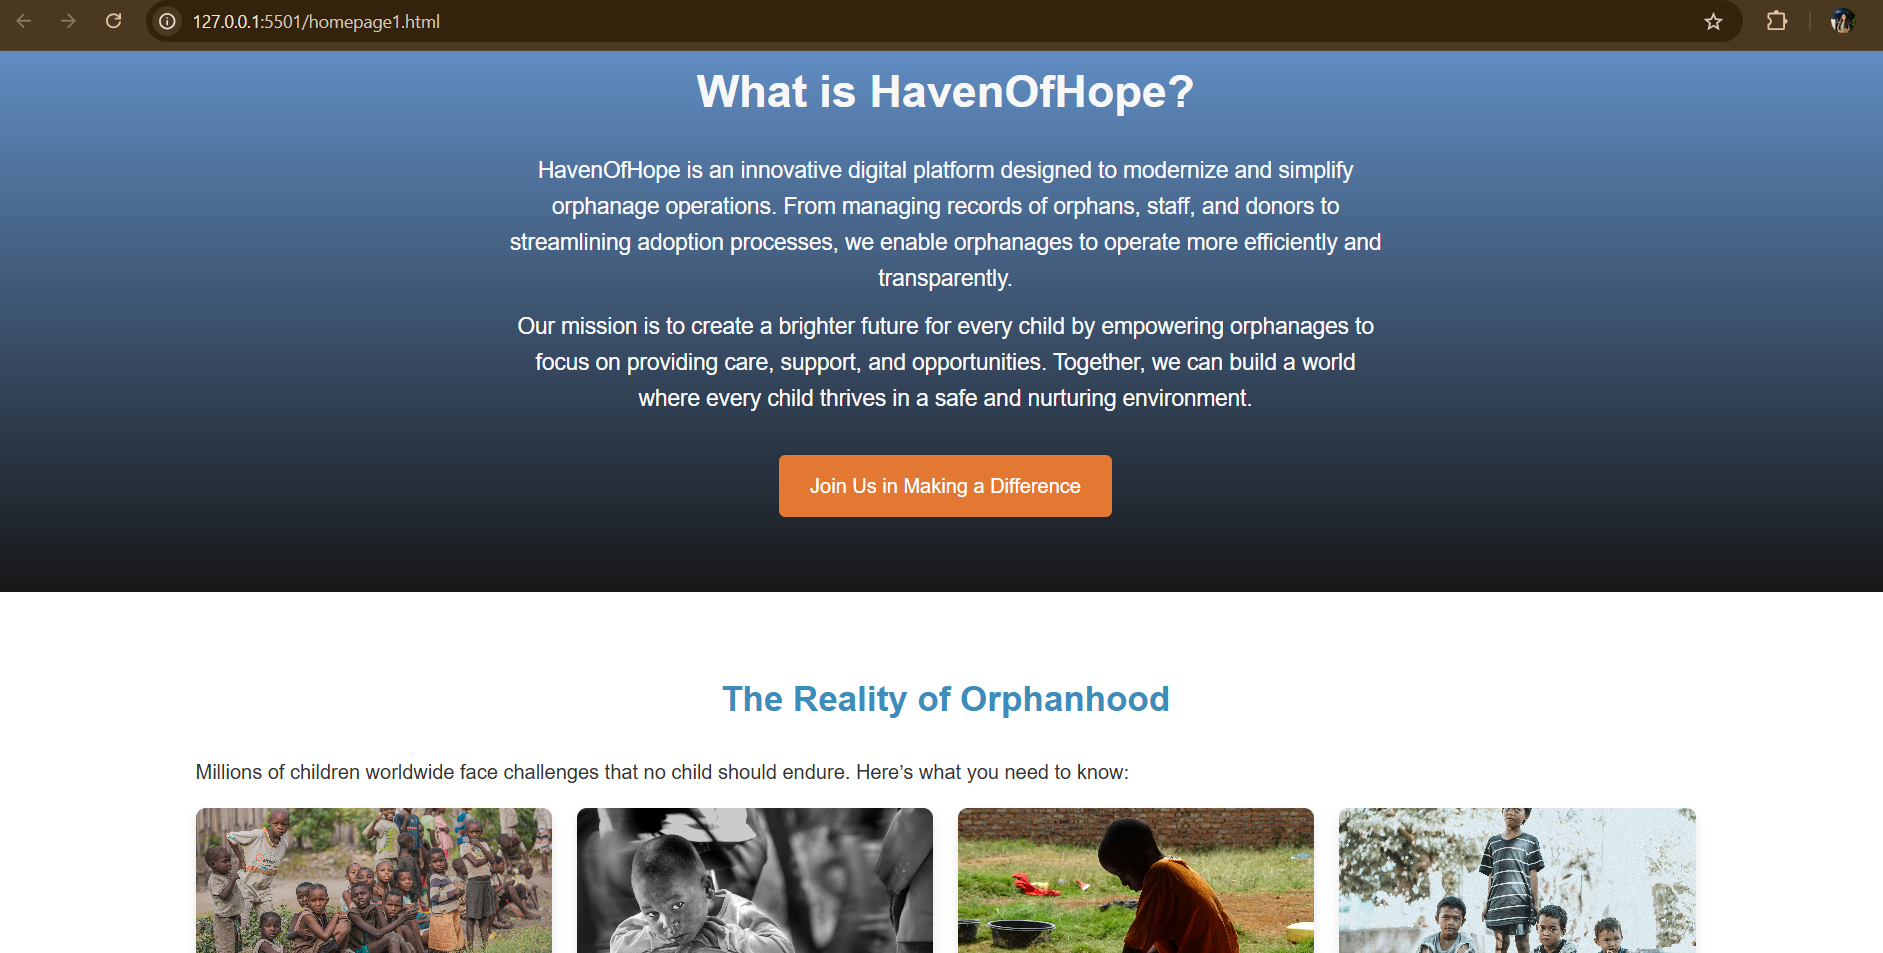 127.0.0.1:5501/homepage1.html
What is HavenOfHope?
HavenOfHope is an innovative digital platform designed to modernize and simplify
orphanage operations. From managing records of orphans, staff, and donors to
streamlining adoption processes, we enable orphanages to operate more efficiently and
transparently.
Our mission is to create a brighter future for every child by empowering orphanages to
focus on providing care, support, and opportunities. Together, we can build a world
where every child thrives in a safe and nurturing environment.
Join Us in Making a Difference
The Reality of Orphanhood
Millions of children worldwide face challenges that no child should endure. Here’s what you need to know: